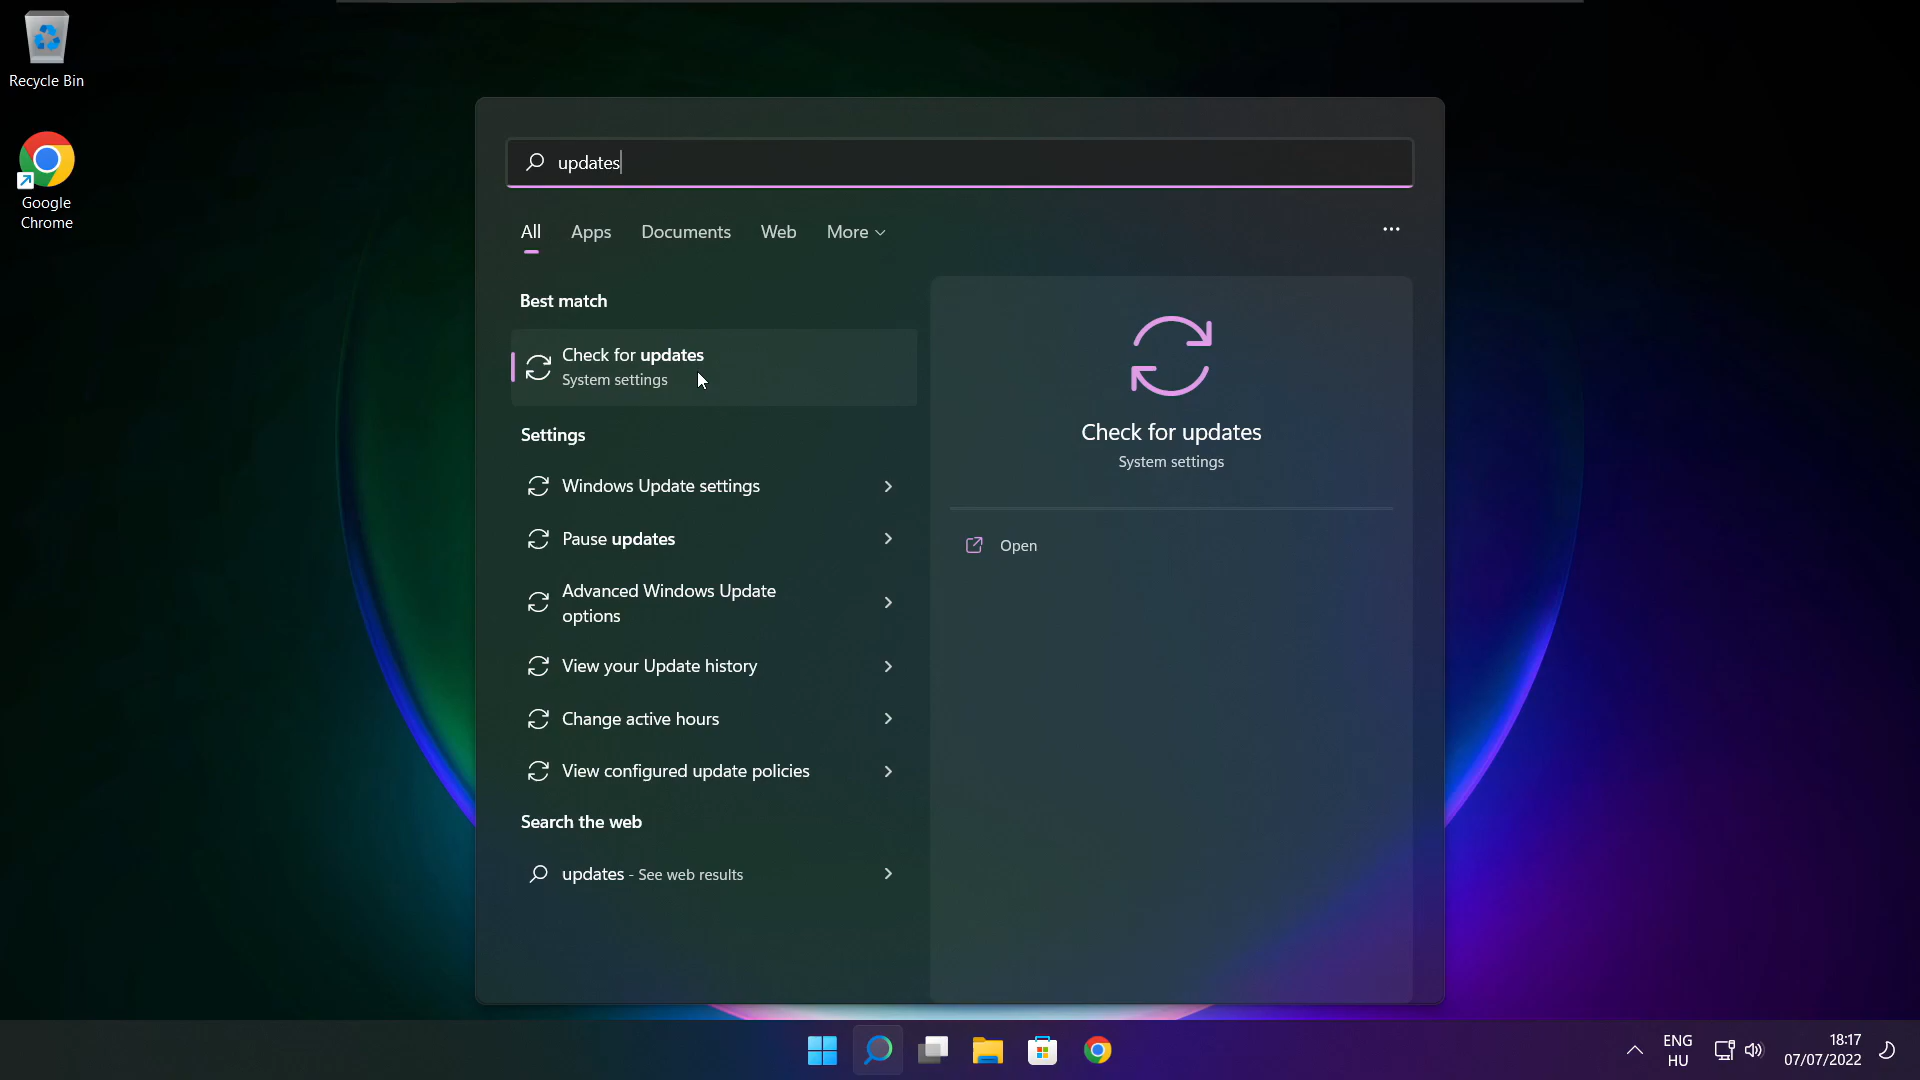 Recycle Bin
Google
Chrome
updates
All Apps Documents Web More
Best match
Check for updates
System settings
Settings
Windows Update settings
Pause updates
Advanced Windows Update
options
View your Update history
Change active hours
View configured update policies
Search the web
updates - See web results
Check for updates
System settings
Open
ENG
HU
18:17
07/07/2022